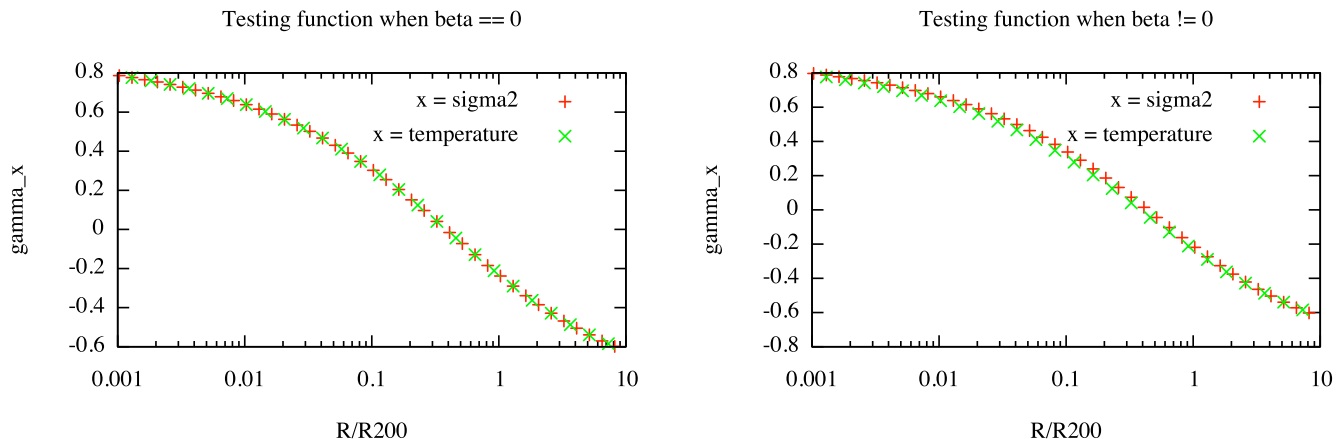 Testing function when beta == 0
0.8
0.6
0.4
0.2
0
-0.2
-0.4
-0.6
gamma_x
x = sigma2
x = temperature
0.001 0.01 0.1 1 10
R/R200
Testing function when beta != 0
0.8
0.6
0.4
0.2
0
-0.2
-0.4
-0.6
-0.8
gamma_x
x = sigma2
x = temperature
0.001 0.01 0.1 1 10
R/R200